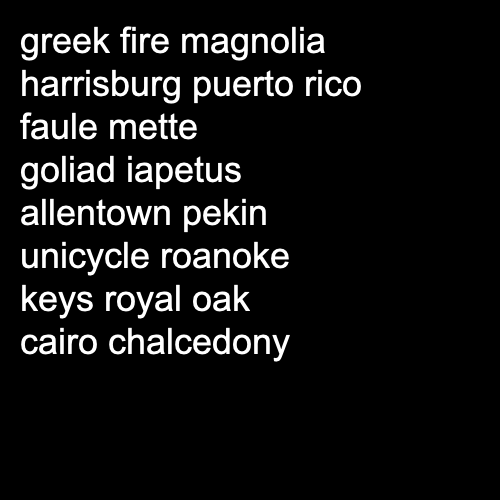 greek fire magnolia
harrisburg puerto rico
faule mette
goliad iapetus
allentown pekin
unicycle roanoke
keys royal oak
cairo chalcedony